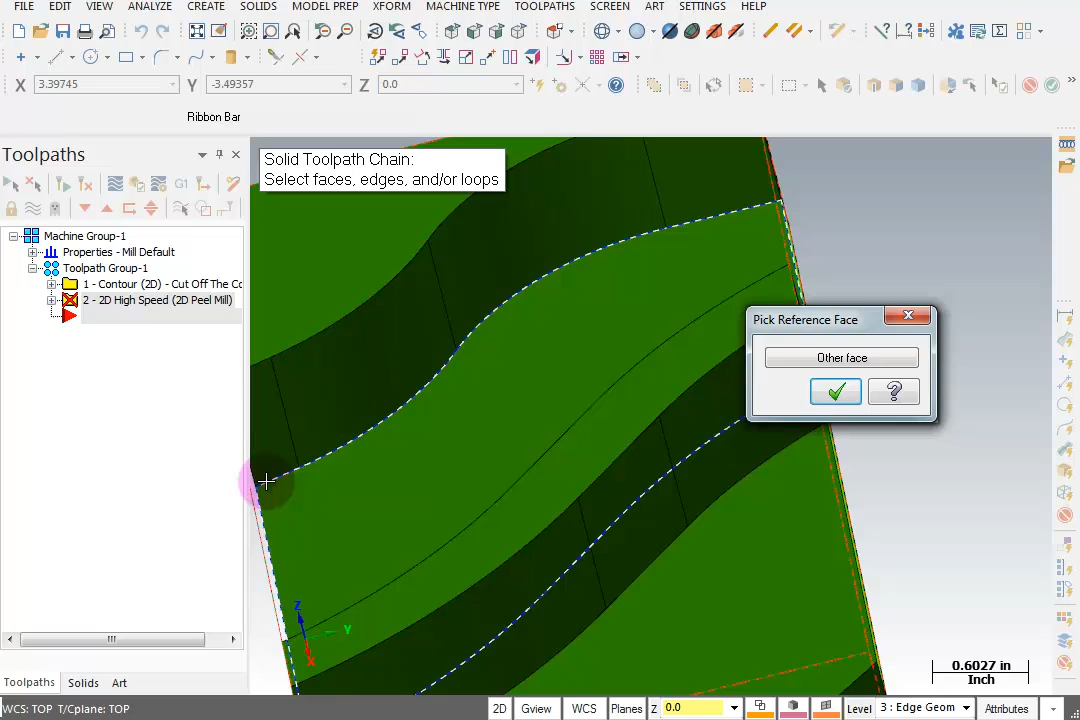 FILE EDIT VIEWS ANALYZE CREATE SOLIDS MODEL PREP XFORM MACHINE TYPE TOOLPATHS SCREEN ART SETTINGS HELP
X 3.39745 Y -3.49357 Z 0.0
Ribbon Bar
Toolpaths
Solid Toolpath Chain:
Select faces, edges, and/or loops
G1
Machine Group-1
Properties - Mill Default
Toolpath Group-1
1 - Contour (2D) - Cut Off The Co
2 - 2D High Speed (2D Peel Mill)
Pick Reference Face
Other face
Z
Y
X
0.6027 in
Inch
Toolpaths Solids Art
WCS: TOP T/Cplane: TOP
2D Gview WCS Planes Z 0.0 Level 3 : Edge Geom Attributes